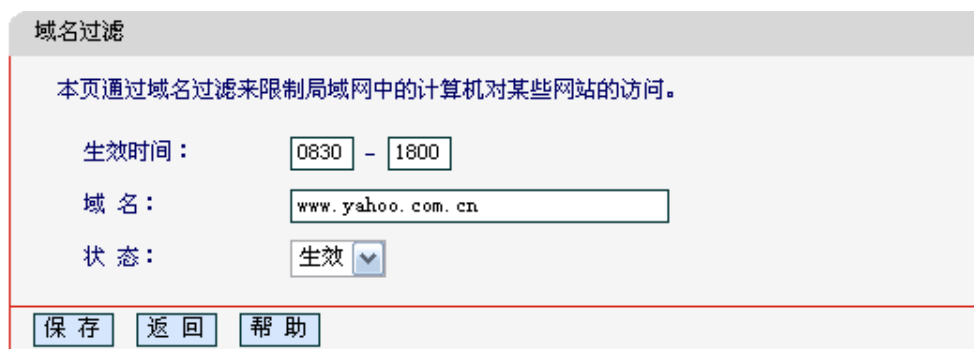 域名过滤
本页通过域名过滤来限制局域网中的计算机对某些网站的访问。
生效时间： 0830 - 1800
域 名： www.yahoo.com.cn
状 态： 生效
保 存 返 回 帮 助